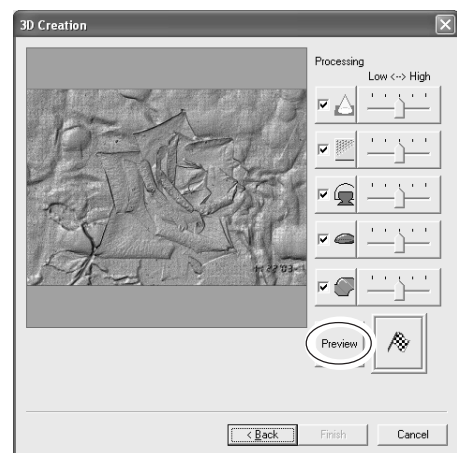 3D Creation
Processing
Low <--> High
Preview
< Back
Finish
Cancel